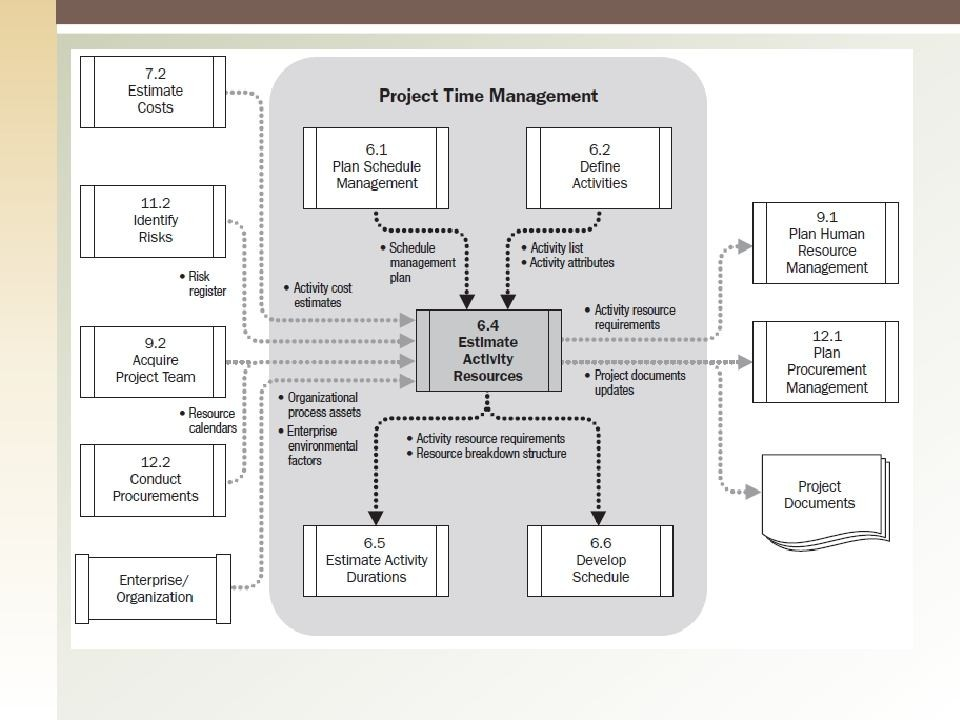 Project Time Management
7.2
Estimate
Costs
6.1
Plan Schedule
Management
6.2
Define
Activities
11.2
Identify
Risks
9.1
Plan Human
Resource
Management
• Schedule
management
plan
• Activity list
• Activity attributes
• Risk
register
• Activity cost
estimates
6.4
Estimate
Activity
Resources
• Activity resource
requirements
9.2
Acquire
Project Team
12.1
Plan
Procurement
Management
• Project documents
updates
• Resource
calendars
• Organizational
process assets
• Enterprise
environmental
factors
• Activity resource requirements
• Resource breakdown structure
12.2
Conduct
Procurements
Project
Documents
6.5
Estimate Activity
Durations
6.6
Develop
Schedule
Enterprise/
Organization